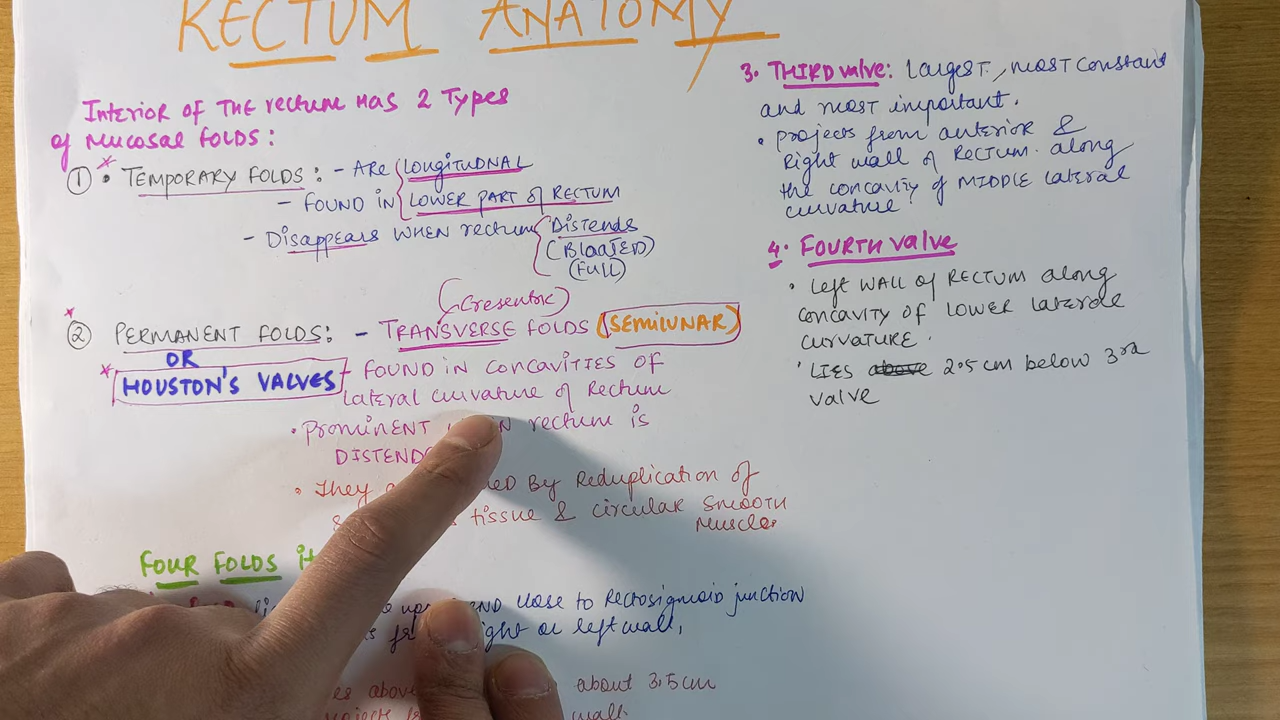 RECTUM ANATOMY
Interior of The rectum Has 2 Types
of Mucosal Folds:
① • TEMPORARY FOLDS: - Are LONGITUDNAL
- FOUND IN LOWER PART OF RECTUM
- Disappears WHEN rectum Distends
(BLOATED)
(Full)
(Cresentric)
② PERMANENT FOLDS: - TRANSVERSE FOLDS (SEMILUNAR)
OR
HOUSTON'S VALVES
- FOUND IN CONCAVITIES OF
lateral curvature of Rectum
• Prominent rectum is
They By Reduplication of
tissue & circular SMOOTH
Muscle.
FOUR FOLDS
close to Rectosigmoid junction
right or left wall,
about 3.5cm
wall
3. THIRD valve: Largest, most constant
and most important.
• projects from anterior &
Right wall of RECTUM. along
the concavity of MIDDLE lateral
curvature
4. FOURTH valve
• left WALL of RECTUM along
concavity of LOWER laterale
curvature.
' LIES above 2.5 cm below 3rd
valve